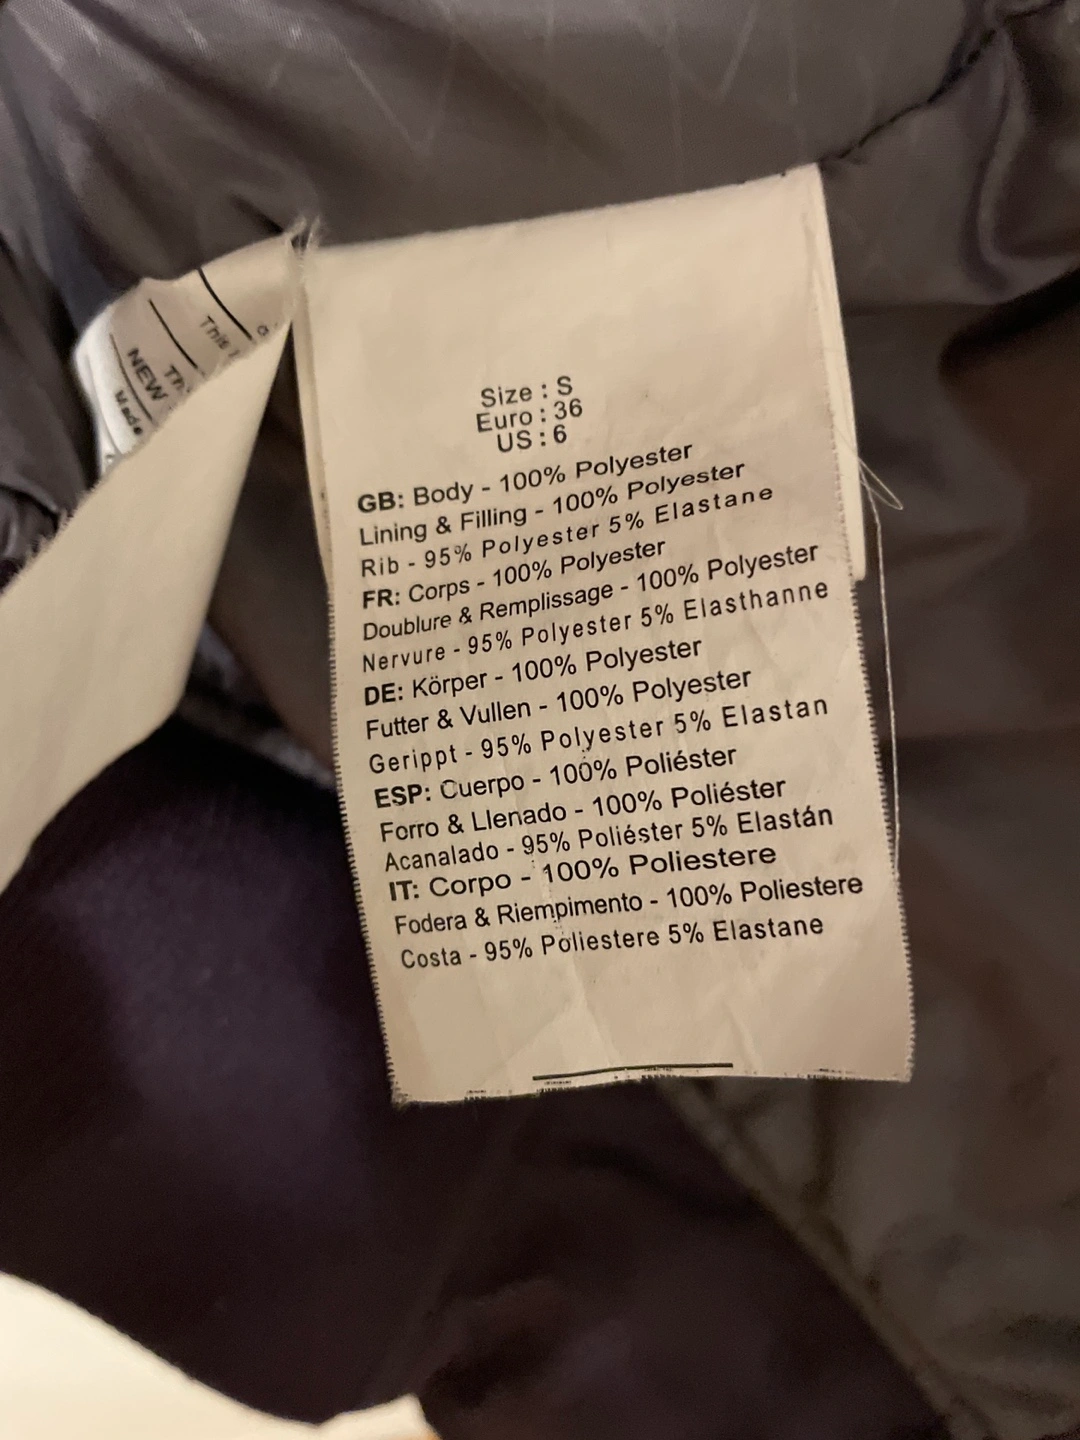 Size : S
Euro : 36
US : 6
GB: Body - 100% Polyester
Lining & Filling - 100% Polyester
Rib - 95% Polyester 5% Elastane
FR: Corps - 100% Polyester
Doublure & Remplissage - 100% Polyester
Nervure - 95% Polyester 5% Elasthanne
DE: Körper - 100% Polyester
Futter & Vullen - 100% Polyester
Gerippt - 95% Polyester 5% Elastan
ESP: Cuerpo - 100% Poliéster
Forro & Llenado - 100% Poliéster
Acanalado - 95% Poliéster 5% Elastán
IT: Corpo - 100% Poliestere
Fodera & Riempimento - 100% Poliestere
Costa - 95% Poliestere 5% Elastane
This
NEW
Made